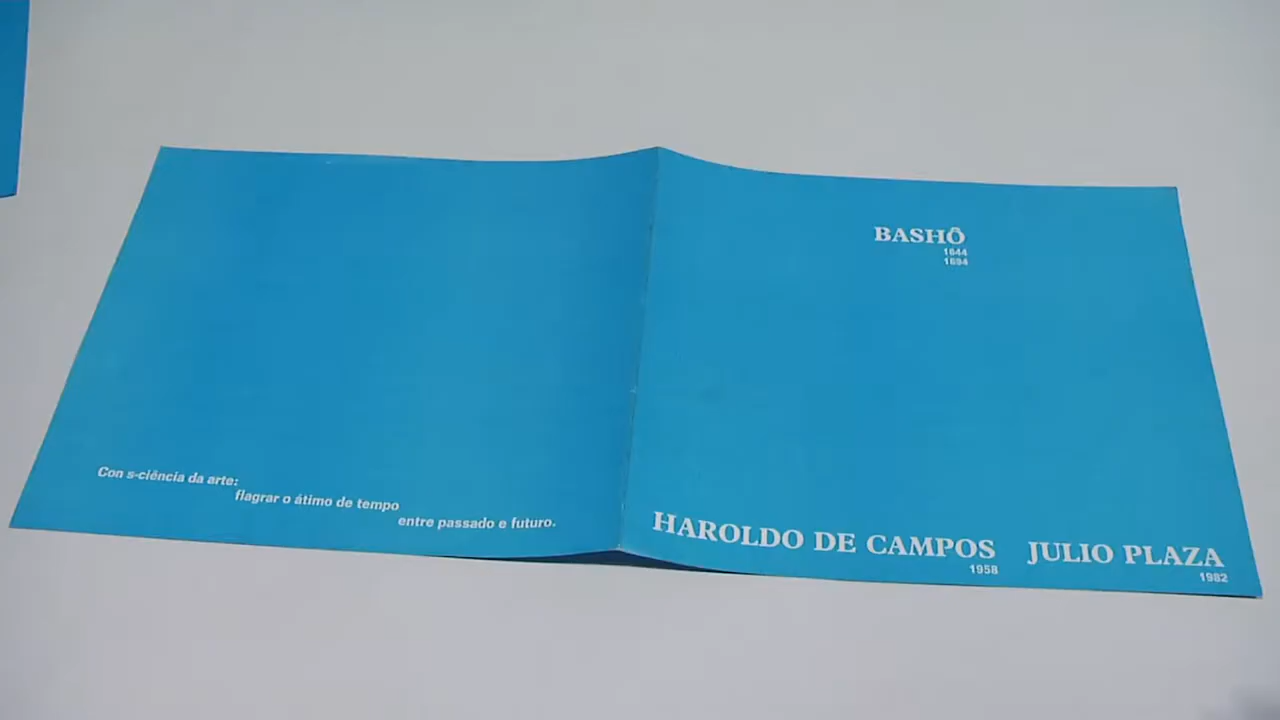 BASHÔ
1644
1694
Con s-ciência da arte:
flagrar o átimo de tempo
entre passado e futuro.
HAROLDO DE CAMPOS JULIO PLAZA
1958 1982